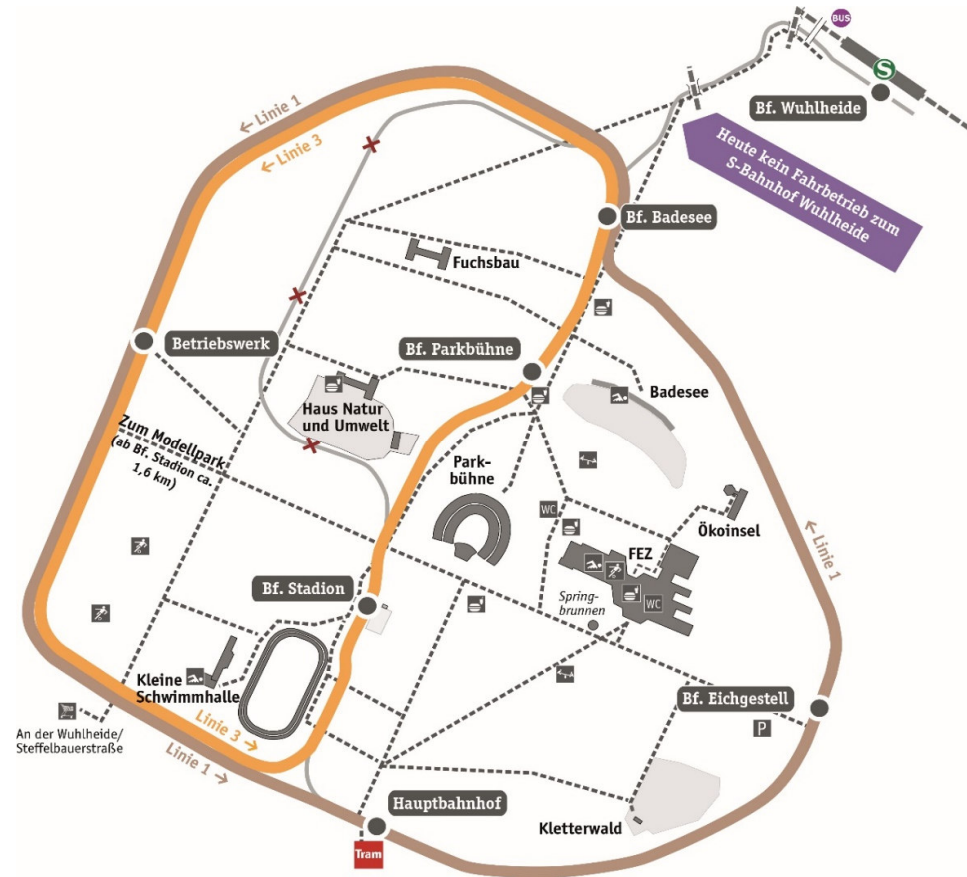 BUS
S
Bf. Wuhlheide
← Linie 1
← Linie 3
Heute kein Fahrbetrieb zum
S-Bahnhof Wuhlheide
Bf. Badesee
Fuchsbau
Betriebswerk
Bf. Parkbühne
Haus Natur
und Umwelt
Badesee
Zum Modellpark
(ab Bf. Stadion ca.
1,6 km)
Park-
bühne
WC
Ökoinsel
FEZ
← Linie 1
Bf. Stadion
Spring-
brunnen
WC
Kleine
Schwimmhalle
Bf. Eichgestell
P
An der Wuhlheide/
Steffelbauerstraße
Linie 3 →
Linie 1 →
Hauptbahnhof
Kletterwald
Tram